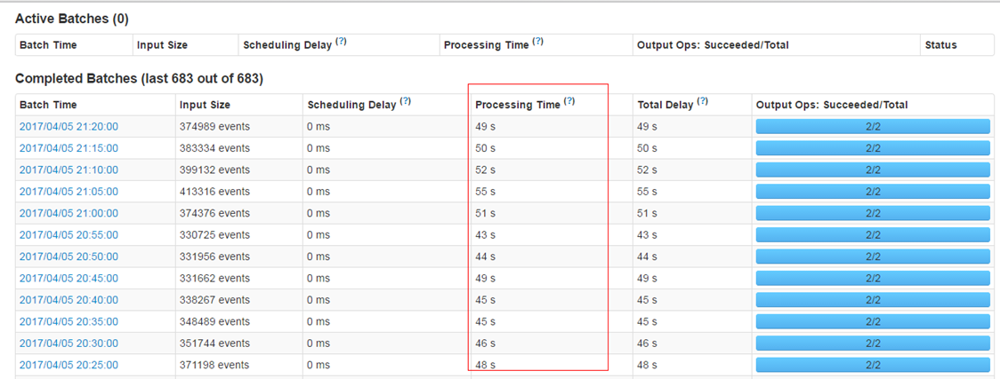 Active Batches (0)
Batch Time Input Size Scheduling Delay (?) Processing Time (?) Output Ops: Succeeded/Total Status
Completed Batches (last 683 out of 683)
Batch Time Input Size Scheduling Delay (?) Processing Time (?) Total Delay (?) Output Ops: Succeeded/Total
2017/04/05 21:20:00 374989 events 0 ms 49 s 49 s 2/2
2017/04/05 21:15:00 383334 events 0 ms 50 s 50 s 2/2
2017/04/05 21:10:00 399132 events 0 ms 52 s 52 s 2/2
2017/04/05 21:05:00 413316 events 0 ms 55 s 55 s 2/2
2017/04/05 21:00:00 374376 events 0 ms 51 s 51 s 2/2
2017/04/05 20:55:00 330725 events 0 ms 43 s 43 s 2/2
2017/04/05 20:50:00 331956 events 0 ms 44 s 44 s 2/2
2017/04/05 20:45:00 331662 events 0 ms 49 s 49 s 2/2
2017/04/05 20:40:00 338267 events 0 ms 45 s 45 s 2/2
2017/04/05 20:35:00 348489 events 0 ms 45 s 45 s 2/2
2017/04/05 20:30:00 351744 events 0 ms 46 s 46 s 2/2
2017/04/05 20:25:00 371198 events 0 ms 48 s 48 s 2/2